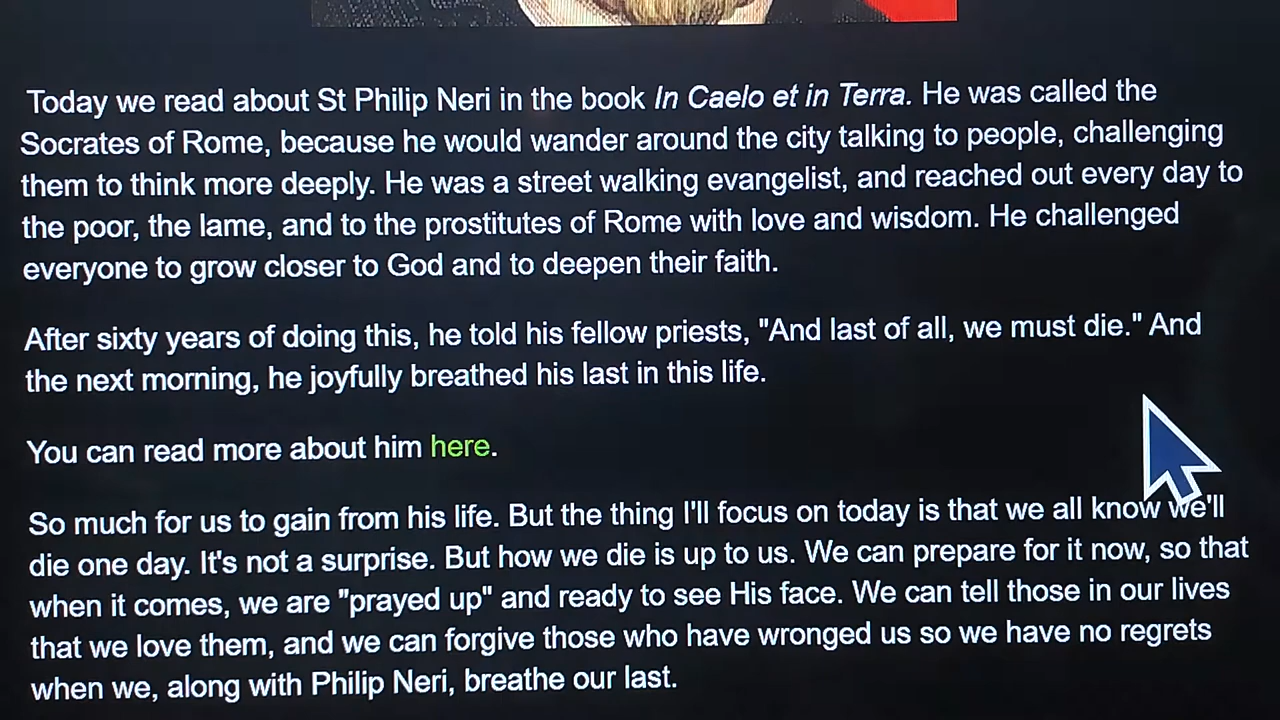 Today we read about St Philip Neri in the book In Caelo et in Terra. He was called the
Socrates of Rome, because he would wander around the city talking to people, challenging
them to think more deeply. He was a street walking evangelist, and reached out every day to
the poor, the lame, and to the prostitutes of Rome with love and wisdom. He challenged
everyone to grow closer to God and to deepen their faith.
After sixty years of doing this, he told his fellow priests, "And last of all, we must die." And
the next morning, he joyfully breathed his last in this life.
You can read more about him here.
So much for us to gain from his life. But the thing I'll focus on today is that we all know we'll
die one day. It's not a surprise. But how we die is up to us. We can prepare for it now, so that
when it comes, we are "prayed up" and ready to see His face. We can tell those in our lives
that we love them, and we can forgive those who have wronged us so we have no regrets
when we, along with Philip Neri, breathe our last.